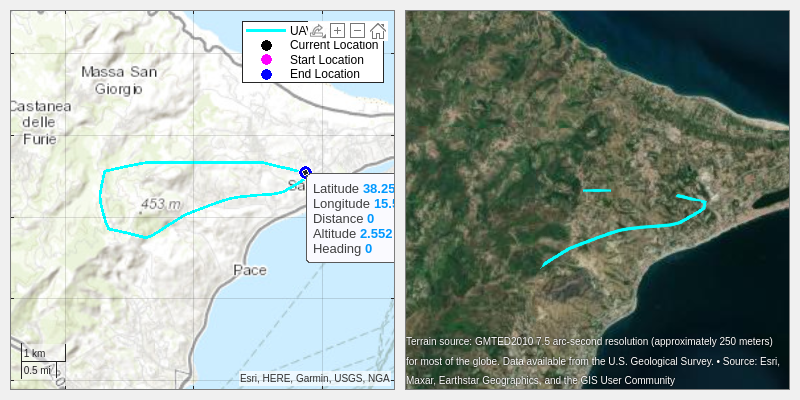 UAV
Current Location
Start Location
End Location
Massa San
Giorgio
Castanea
delle
Furie
453 m
Latitude 38.25
Longitude 15.5
Distance 0
Altitude 2.552
Heading 0
Pace
1 km
0.5 mi
Esri, HERE, Garmin, USGS, NGA
Terrain source: GMTED2010 7.5 arc-second resolution (approximately 250 meters)
for most of the globe. Data available from the U.S. Geological Survey. • Source: Esri,
Maxar, Earthstar Geographics, and the GIS User Community